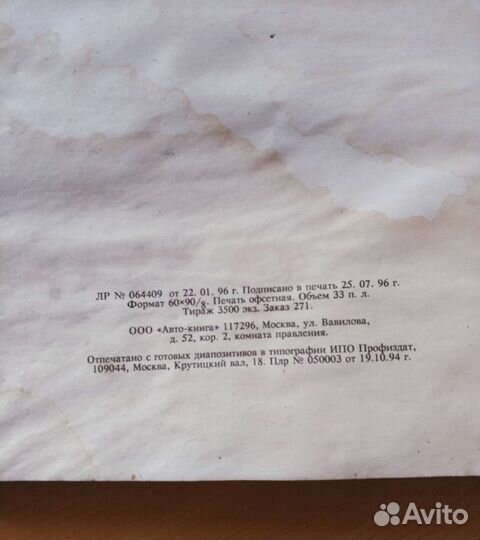 ЛР № 064409 от 22. 01. 96 г. Подписано в печать 25. 07. 96 г.
Формат 60×90/8. Печать офсетная. Объем 33 п. л.
Тираж 3500 экз. Заказ 271.
ООО «Авто-книга» 117296, Москва, ул. Вавилова,
д. 52, кор. 2, комната правления.
Отпечатано с готовых диапозитивов в типографии ИПО Профиздат,
109044, Москва, Крутицкий вал, 18. Плр № 050003 от 19.10.94 г.
Avito